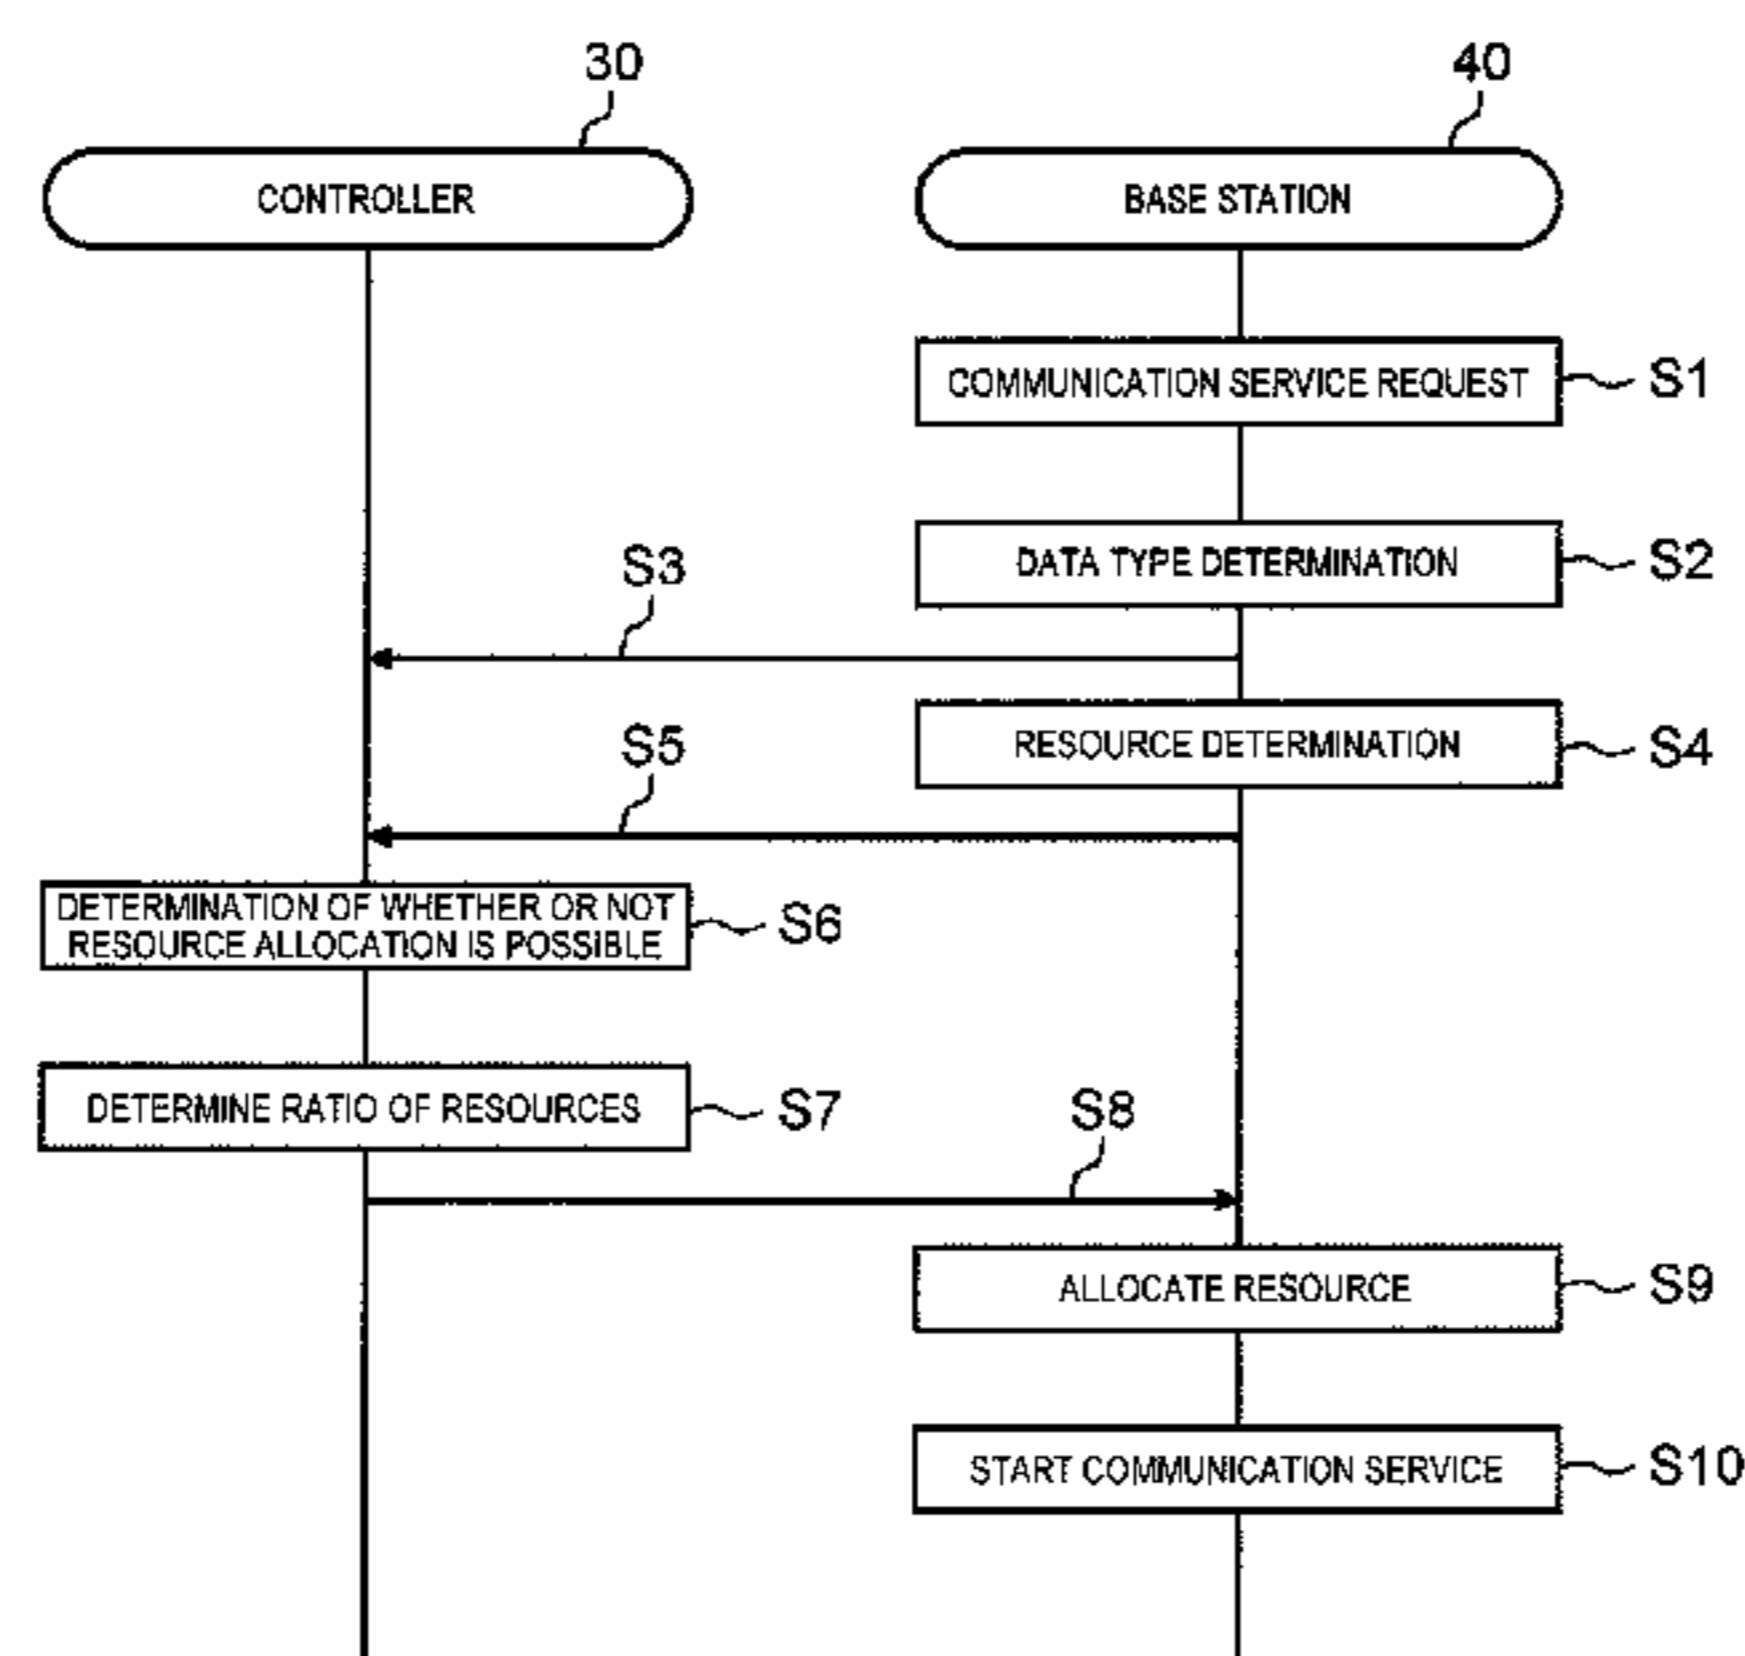 30
40
CONTROLLER
BASE STATION
COMMUNICATION SERVICE REQUEST
S1
DATA TYPE DETERMINATION
S2
S3
RESOURCE DETERMINATION
S4
S5
DETERMINATION OF WHETHER OR NOT
RESOURCE ALLOCATION IS POSSIBLE
S6
DETERMINE RATIO OF RESOURCES
S7
S8
ALLOCATE RESOURCE
S9
START COMMUNICATION SERVICE
S10